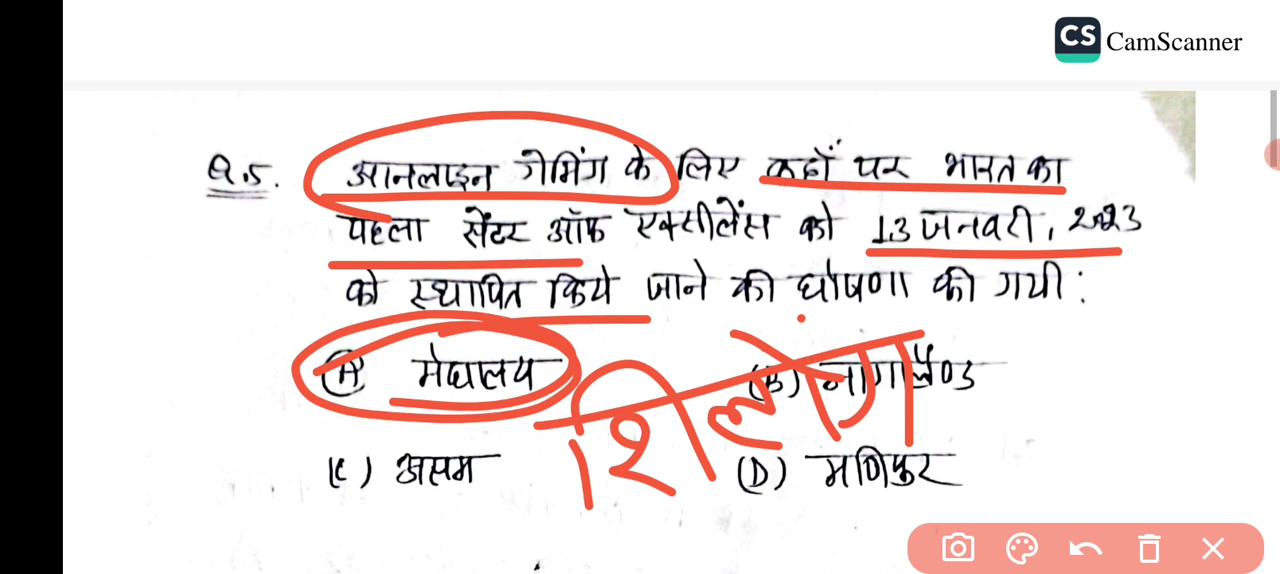 CS CamScanner
Q.5. आनलाइन गेमिंग के लिए कहाँ पर भारत का
पहला सेंटर ऑफ एक्सीलेंस को 13 जनवरी, 2023
को स्थापित किये जाने की घोषणा की गयी :
(A) मेघालय (B) नागालैण्ड
शिलोंग
(C) असम (D) मणिपुर